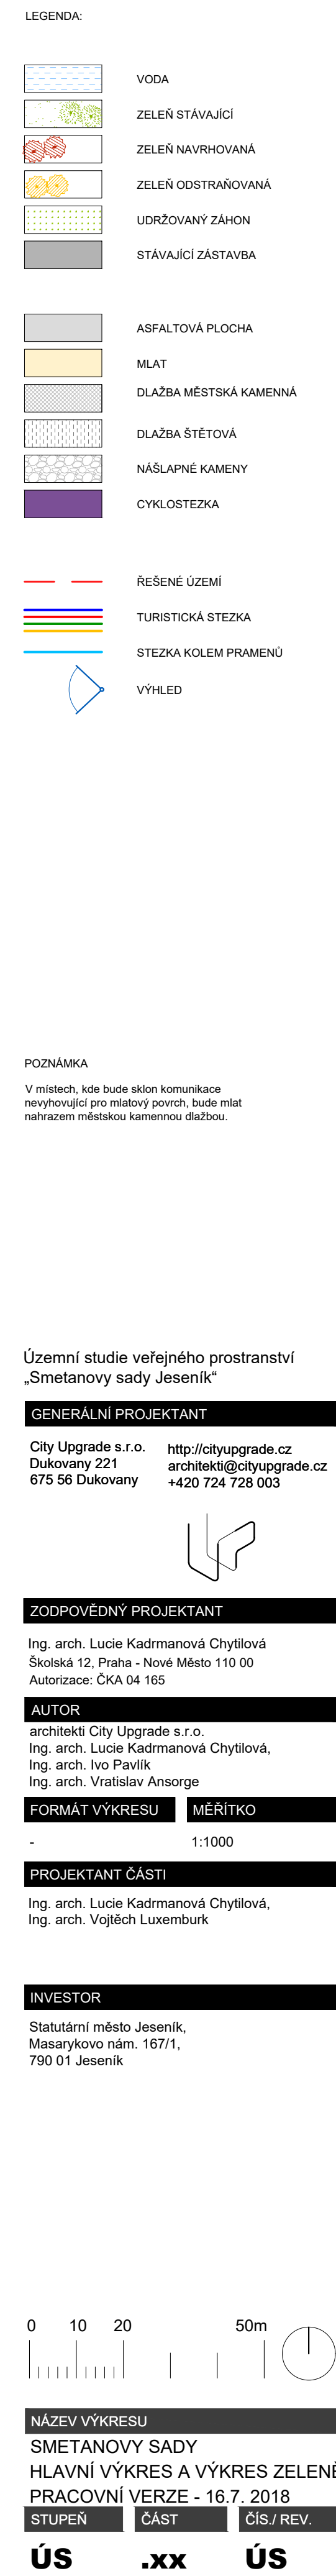 LEGENDA:
VODA
ZELEŇ STÁVAJÍCÍ
ZELEŇ NAVRHOVANÁ
ZELEŇ ODSTRAŇOVANÁ
UDRŽOVANÝ ZÁHON
STÁVAJÍCÍ ZÁSTAVBA
ASFALTOVÁ PLOCHA
MLAT
DLAŽBA MĚSTSKÁ KAMENNÁ
DLAŽBA ŠTĚTOVÁ
NÁŠLAPNÉ KAMENY
CYKLOSTEZKA
ŘEŠENÉ ÚZEMÍ
TURISTICKÁ STEZKA
STEZKA KOLEM PRAMENŮ
VÝHLED
POZNÁMKA
V místech, kde bude sklon komunikace
nevyhovující pro mlatový povrch, bude mlat
nahrazem městskou kamennou dlažbou.
Územní studie veřejného prostranství
„Smetanovy sady Jeseník“
GENERÁLNÍ PROJEKTANT
City Upgrade s.r.o.
Dukovany 221
675 56 Dukovany
http://cityupgrade.cz
architekti@cityupgrade.cz
+420 724 728 003
ZODPOVĚDNÝ PROJEKTANT
Ing. arch. Lucie Kadrmanová Chytilová
Školská 12, Praha - Nové Město 110 00
Autorizace: ČKA 04 165
AUTOR
architekti City Upgrade s.r.o.
Ing. arch. Lucie Kadrmanová Chytilová,
Ing. arch. Ivo Pavlík
Ing. arch. Vratislav Ansorge
FORMÁT VÝKRESU MĚŘÍTKO
- 1:1000
PROJEKTANT ČÁSTI
Ing. arch. Lucie Kadrmanová Chytilová,
Ing. arch. Vojtěch Luxemburk
INVESTOR
Statutární město Jeseník,
Masarykovo nám. 167/1,
790 01 Jeseník
0 10 20 50m
NÁZEV VÝKRESU
SMETANOVY SADY
HLAVNÍ VÝKRES A VÝKRES ZELENĚ
PRACOVNÍ VERZE - 16.7. 2018
STUPEŇ ČÁST ČÍS./ REV.
ÚS .xx ÚS